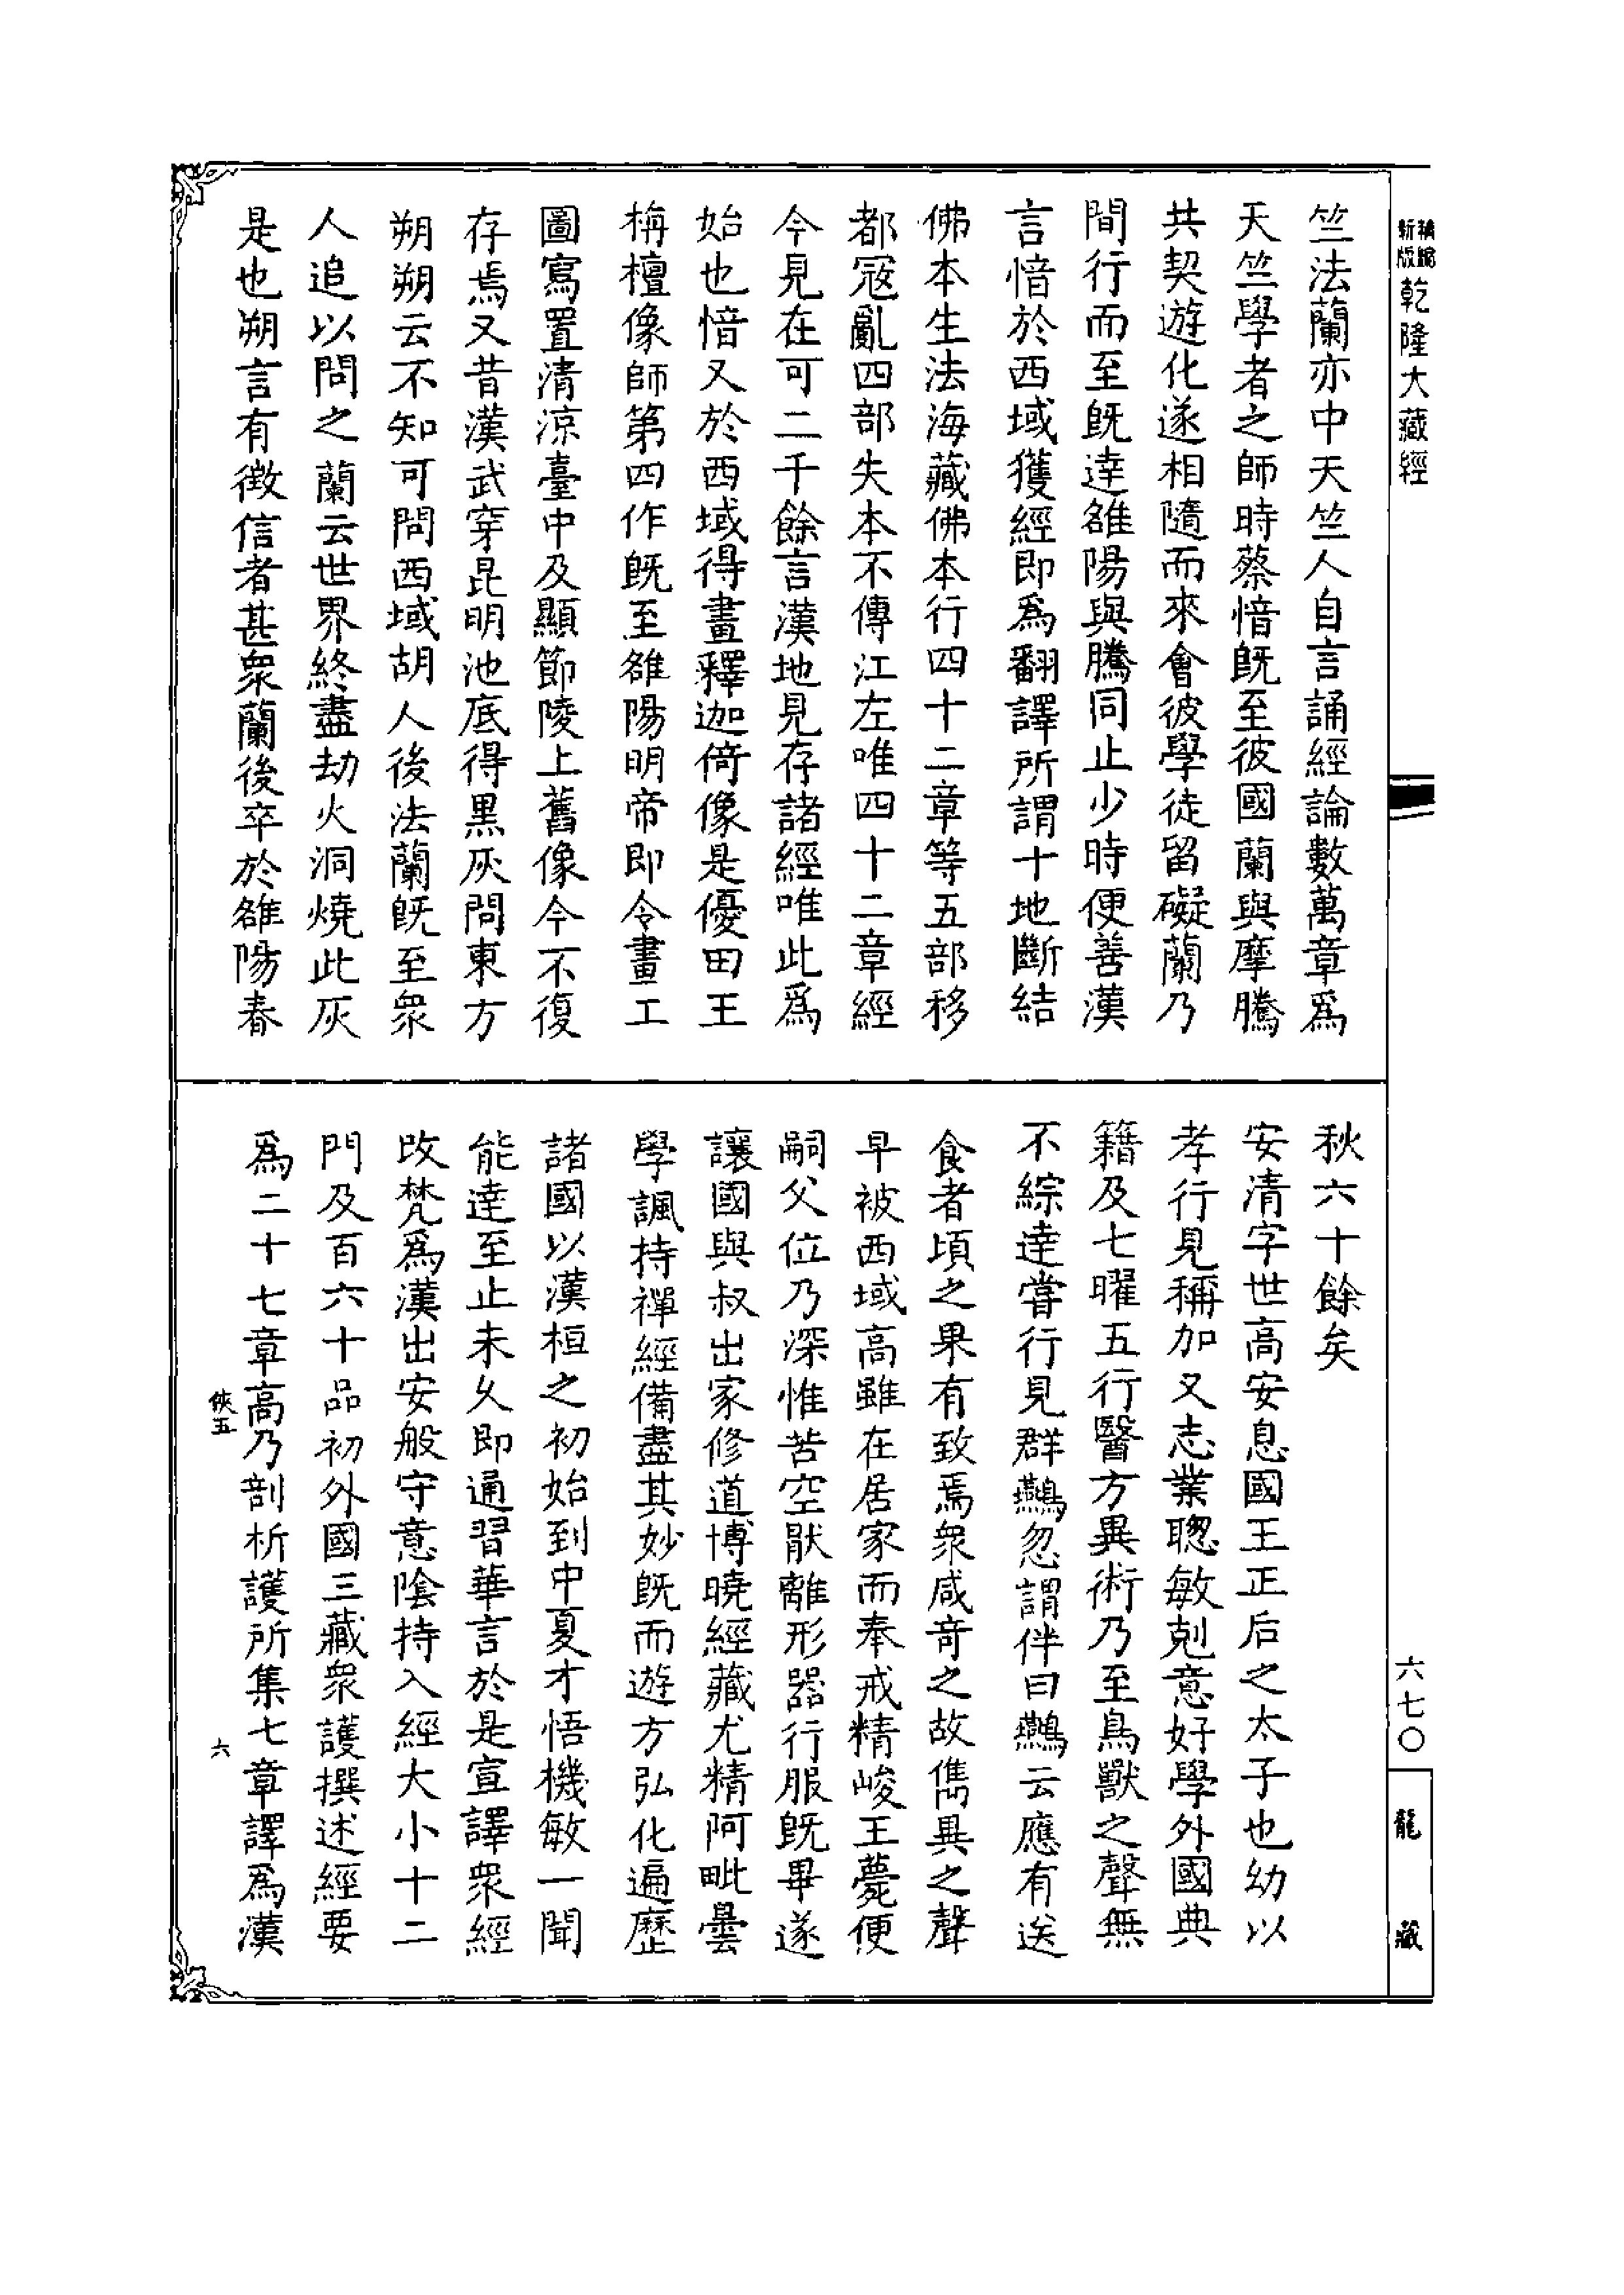 新版
精縮
乾隆大藏經
竺法蘭亦中天竺人自言誦經論數萬章爲
天竺學者之師時蔡愔旣至彼國蘭與摩騰
共契遊化遂相隨而來會彼學徒留礙蘭乃
間行而至旣達雒陽與騰同止少時便善漢
言愔於西域獲經即爲翻譯所謂十地斷結
佛本生法海藏佛本行四十二章等五部移
都寇亂四部失本不傳江左唯四十二章經
今見在可二千餘言漢地見存諸經唯此爲
始也愔又於西域得畫釋迦倚像是優田王
栴檀像師第四作旣至雒陽明帝即令畫工
圖寫置清涼臺中及顯節陵上舊像今不復
存焉又昔漢武穿昆明池底得黑灰問東方
朔朔云不知可問西域胡人後法蘭旣至衆
人追以問之蘭云世界終盡劫火洞燒此灰
是也朔言有徴信者甚衆蘭後卒於雒陽春
秋六十餘矣
安清字世高安息國王正后之太子也幼以
孝行見稱加又志業聰敏剋意好學外國典
籍及七曜五行醫方異術乃至鳥獸之聲無
不綜達嘗行見群鷰忽謂伴曰鷰云應有送
食者頃之果有致焉衆咸奇之故儁異之聲
早被西域高雖在居家而奉戒精峻王薨便
嗣父位乃深惟苦空猒離形器行服旣畢遂
讓國與叔出家修道博曉經藏尤精阿毗曇
學諷持禪經備盡其妙旣而遊方弘化遍歷
諸國以漢桓之初始到中夏才悟機敏一聞
能達至止未久即通習華言於是宣譯衆經
改梵爲漢出安般守意陰持入經大小十二
門及百六十品初外國三藏衆護撰述經要
爲二十七章高乃剖析護所集七章譯爲漢
俠五
六
六七〇
龍藏